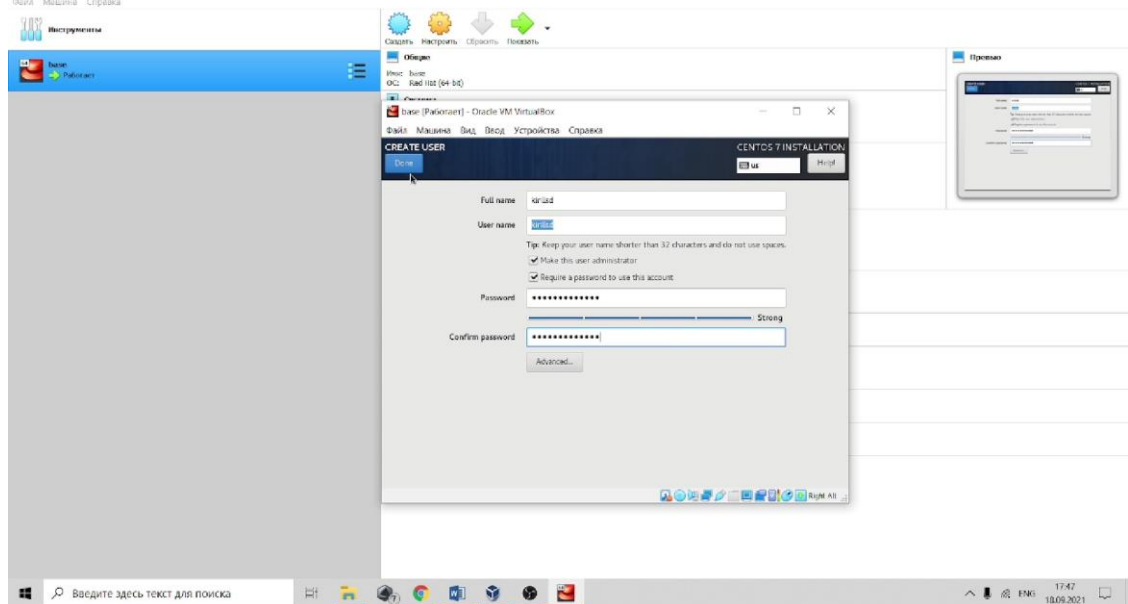 Файл Машина Справка
Инструменты
Создать Настроить Сбросить Показать
base
Работает
Общие
Имя: base
ОС: Red Hat (64-bit)
Система
Превью
base [Работает] - Oracle VM VirtualBox
Файл Машина Вид Ввод Устройства Справка
CREATE USER
CENTOS 7 INSTALLATION
Done
us
Help!
Full name
User name
Tip: Keep your user name shorter than 32 characters and do not use spaces.
Make this user administrator
Require a password to use this account
Password
Strong
Confirm password
Advanced...
Right Alt
Введите здесь текст для поиска
ENG
17:47
18.09.2021